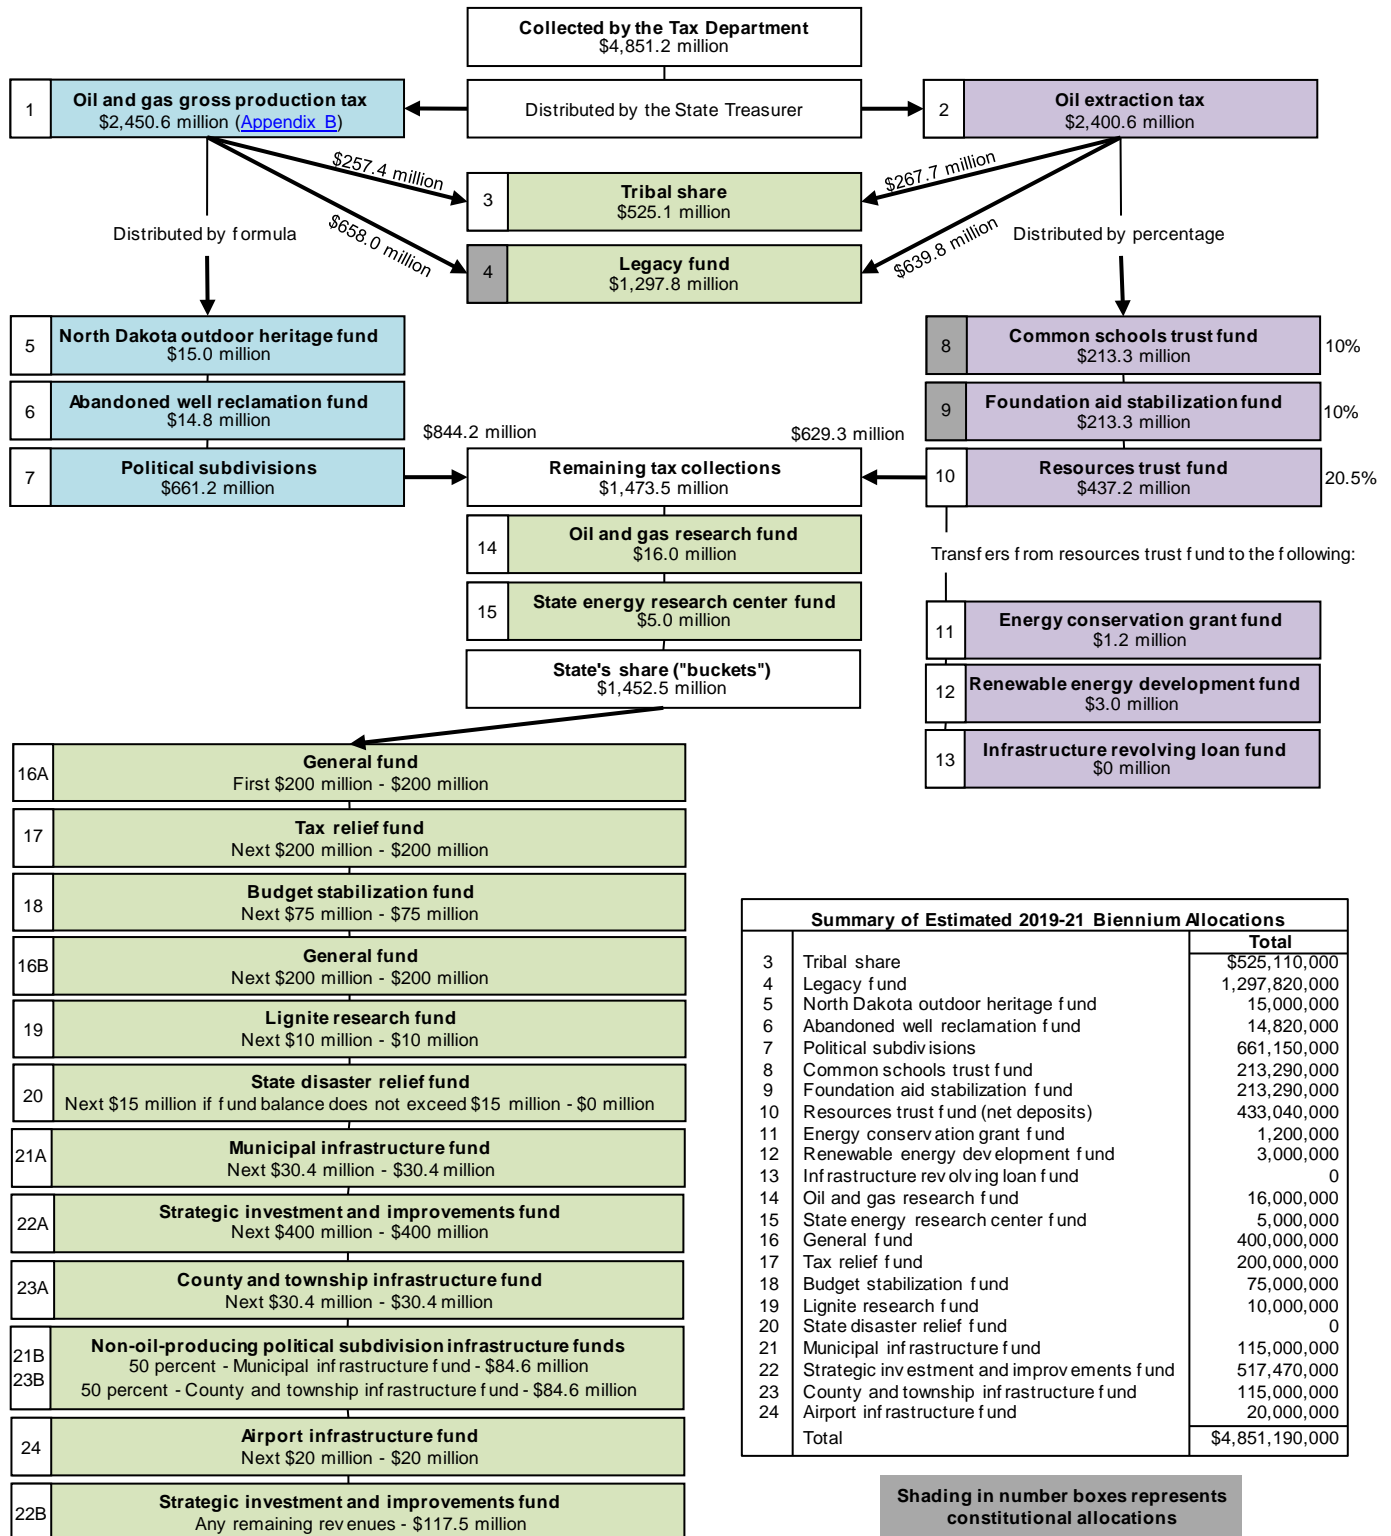 Collected by the Tax Department
$4,851.2 million
1
Oil and gas gross production tax
$2,450.6 million (Appendix B)
Distributed by the State Treasurer
2
Oil extraction tax
$2,400.6 million
$257.4 million
$267.7 million
3
Tribal share
$525.1 million
Distributed by formula
$658.0 million
$639.8 million
Distributed by percentage
4
Legacy fund
$1,297.8 million
5
North Dakota outdoor heritage fund
$15.0 million
8
Common schools trust fund
$213.3 million
10%
6
Abandoned well reclamation fund
$14.8 million
9
Foundation aid stabilization fund
$213.3 million
10%
$844.2 million
$629.3 million
7
Political subdivisions
$661.2 million
Remaining tax collections
$1,473.5 million
10
Resources trust fund
$437.2 million
20.5%
14
Oil and gas research fund
$16.0 million
Transfers from resources trust fund to the following:
15
State energy research center fund
$5.0 million
11
Energy conservation grant fund
$1.2 million
State's share ("buckets")
$1,452.5 million
12
Renewable energy development fund
$3.0 million
13
Infrastructure revolving loan fund
$0 million
16A
General fund
First $200 million - $200 million
17
Tax relief fund
Next $200 million - $200 million
18
Budget stabilization fund
Next $75 million - $75 million
16B
General fund
Next $200 million - $200 million
19
Lignite research fund
Next $10 million - $10 million
20
State disaster relief fund
Next $15 million if fund balance does not exceed $15 million - $0 million
21A
Municipal infrastructure fund
Next $30.4 million - $30.4 million
22A
Strategic investment and improvements fund
Next $400 million - $400 million
23A
County and township infrastructure fund
Next $30.4 million - $30.4 million
21B
23B
Non-oil-producing political subdivision infrastructure funds
50 percent - Municipal infrastructure fund - $84.6 million
50 percent - County and township infrastructure fund - $84.6 million
24
Airport infrastructure fund
Next $20 million - $20 million
22B
Strategic investment and improvements fund
Any remaining revenues - $117.5 million
Summary of Estimated 2019-21 Biennium Allocations
Total
3 Tribal share $525,110,000
4 Legacy fund 1,297,820,000
5 North Dakota outdoor heritage fund 15,000,000
6 Abandoned well reclamation fund 14,820,000
7 Political subdivisions 661,150,000
8 Common schools trust fund 213,290,000
9 Foundation aid stabilization fund 213,290,000
10 Resources trust fund (net deposits) 433,040,000
11 Energy conservation grant fund 1,200,000
12 Renewable energy development fund 3,000,000
13 Infrastructure revolving loan fund 0
14 Oil and gas research fund 16,000,000
15 State energy research center fund 5,000,000
16 General fund 400,000,000
17 Tax relief fund 200,000,000
18 Budget stabilization fund 75,000,000
19 Lignite research fund 10,000,000
20 State disaster relief fund 0
21 Municipal infrastructure fund 115,000,000
22 Strategic investment and improvements fund 517,470,000
23 County and township infrastructure fund 115,000,000
24 Airport infrastructure fund 20,000,000
Total $4,851,190,000
Shading in number boxes represents
constitutional allocations